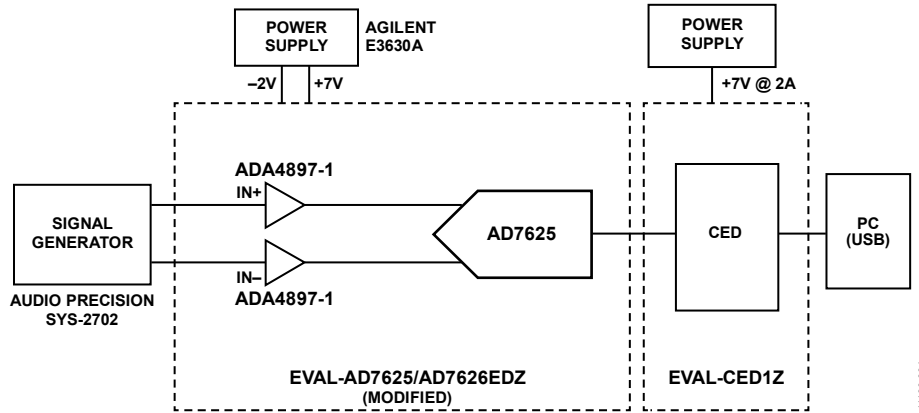 POWER
SUPPLY
AGILENT
E3630A
–2V
+7V
POWER
SUPPLY
+7V @ 2A
ADA4897-1
IN+
SIGNAL
GENERATOR
AUDIO PRECISION
SYS-2702
IN–
ADA4897-1
AD7625
CED
PC
(USB)
EVAL-AD7625/AD7626EDZ
(MODIFIED)
EVAL-CED1Z